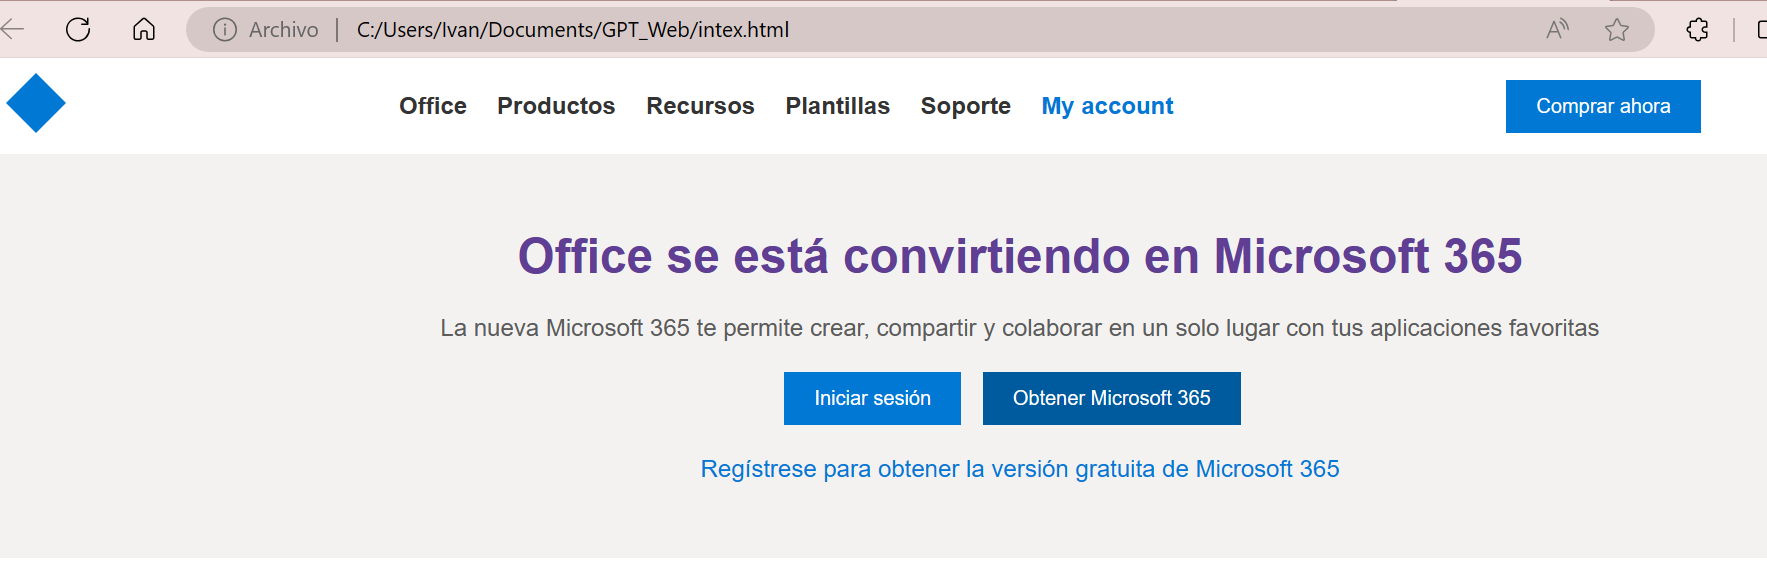 Archivo C:/Users/Ivan/Documents/GPT_Web/intex.html
Office Productos Recursos Plantillas Soporte My account Comprar ahora
Office se está convirtiendo en Microsoft 365
La nueva Microsoft 365 te permite crear, compartir y colaborar en un solo lugar con tus aplicaciones favoritas
Iniciar sesión Obtener Microsoft 365
Regístrese para obtener la versión gratuita de Microsoft 365